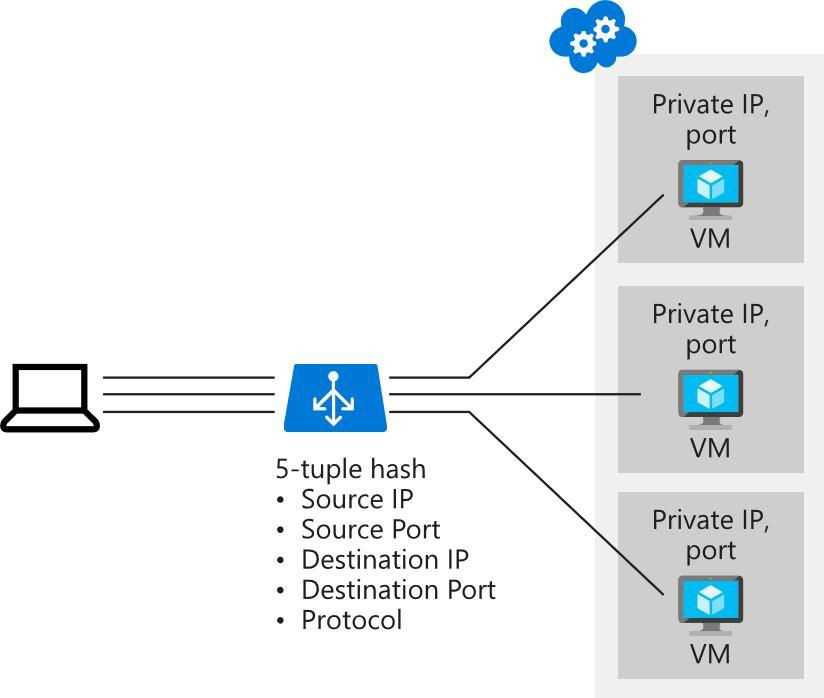 Private IP,
port
VM
Private IP,
port
VM
5-tuple hash
• Source IP
• Source Port
• Destination IP
• Destination Port
• Protocol
Private IP,
port
VM